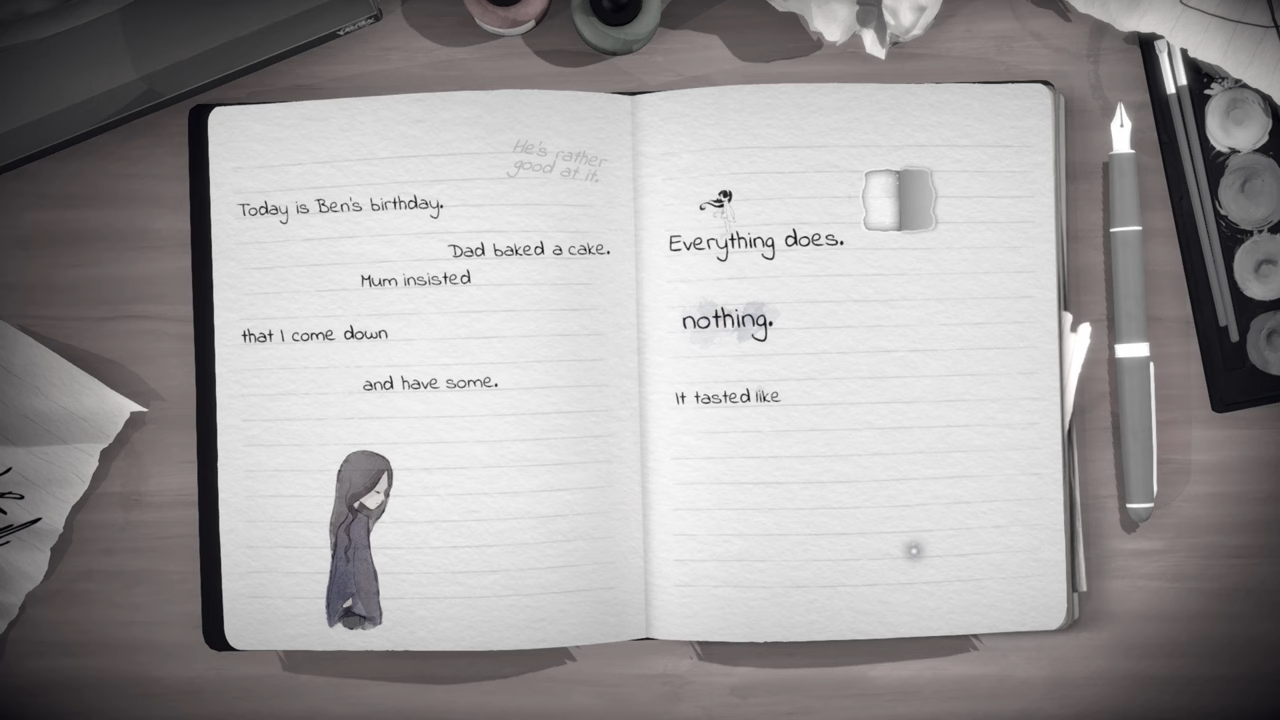 He's rather
good at it.
Today is Ben's birthday.
Dad baked a cake.
Mum insisted
that I come down
and have some.
Everything does.
nothing.
It tasted like